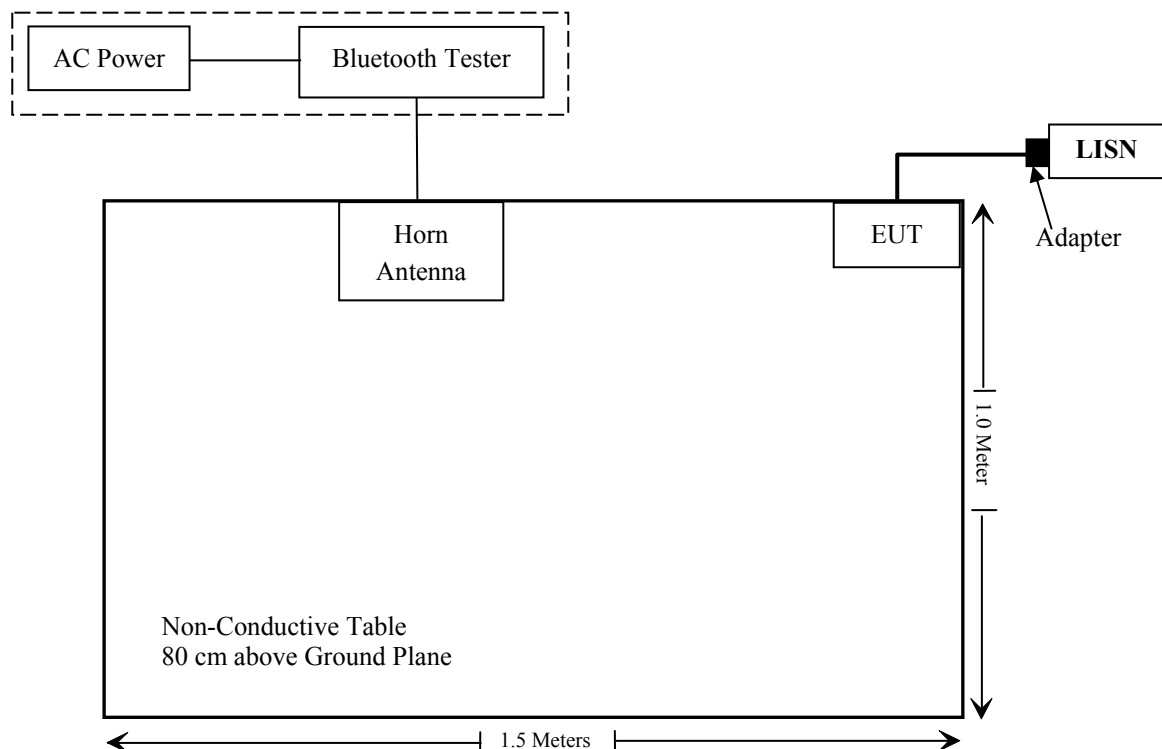 AC Power
Bluetooth Tester
LISN
Adapter
Horn
Antenna
EUT
1.0 Meter
Non-Conductive Table
80 cm above Ground Plane
1.5 Meters